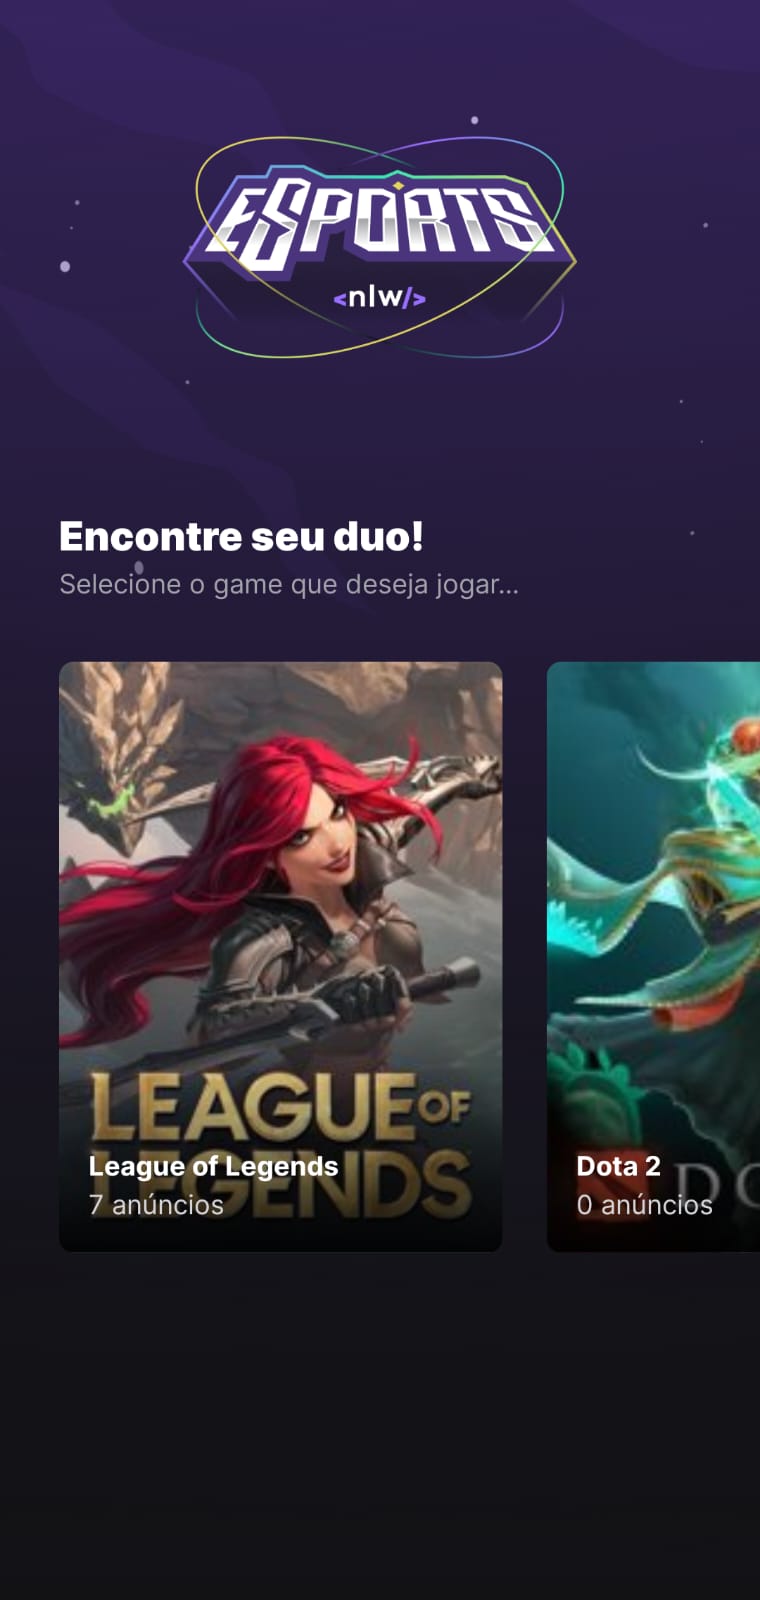 ESPORTS
<nlw/>
Encontre seu duo!
Selecione o game que deseja jogar...
LEAGUE OF
LEGENDS
League of Legends
7 anúncios
DO
Dota 2
0 anúncios